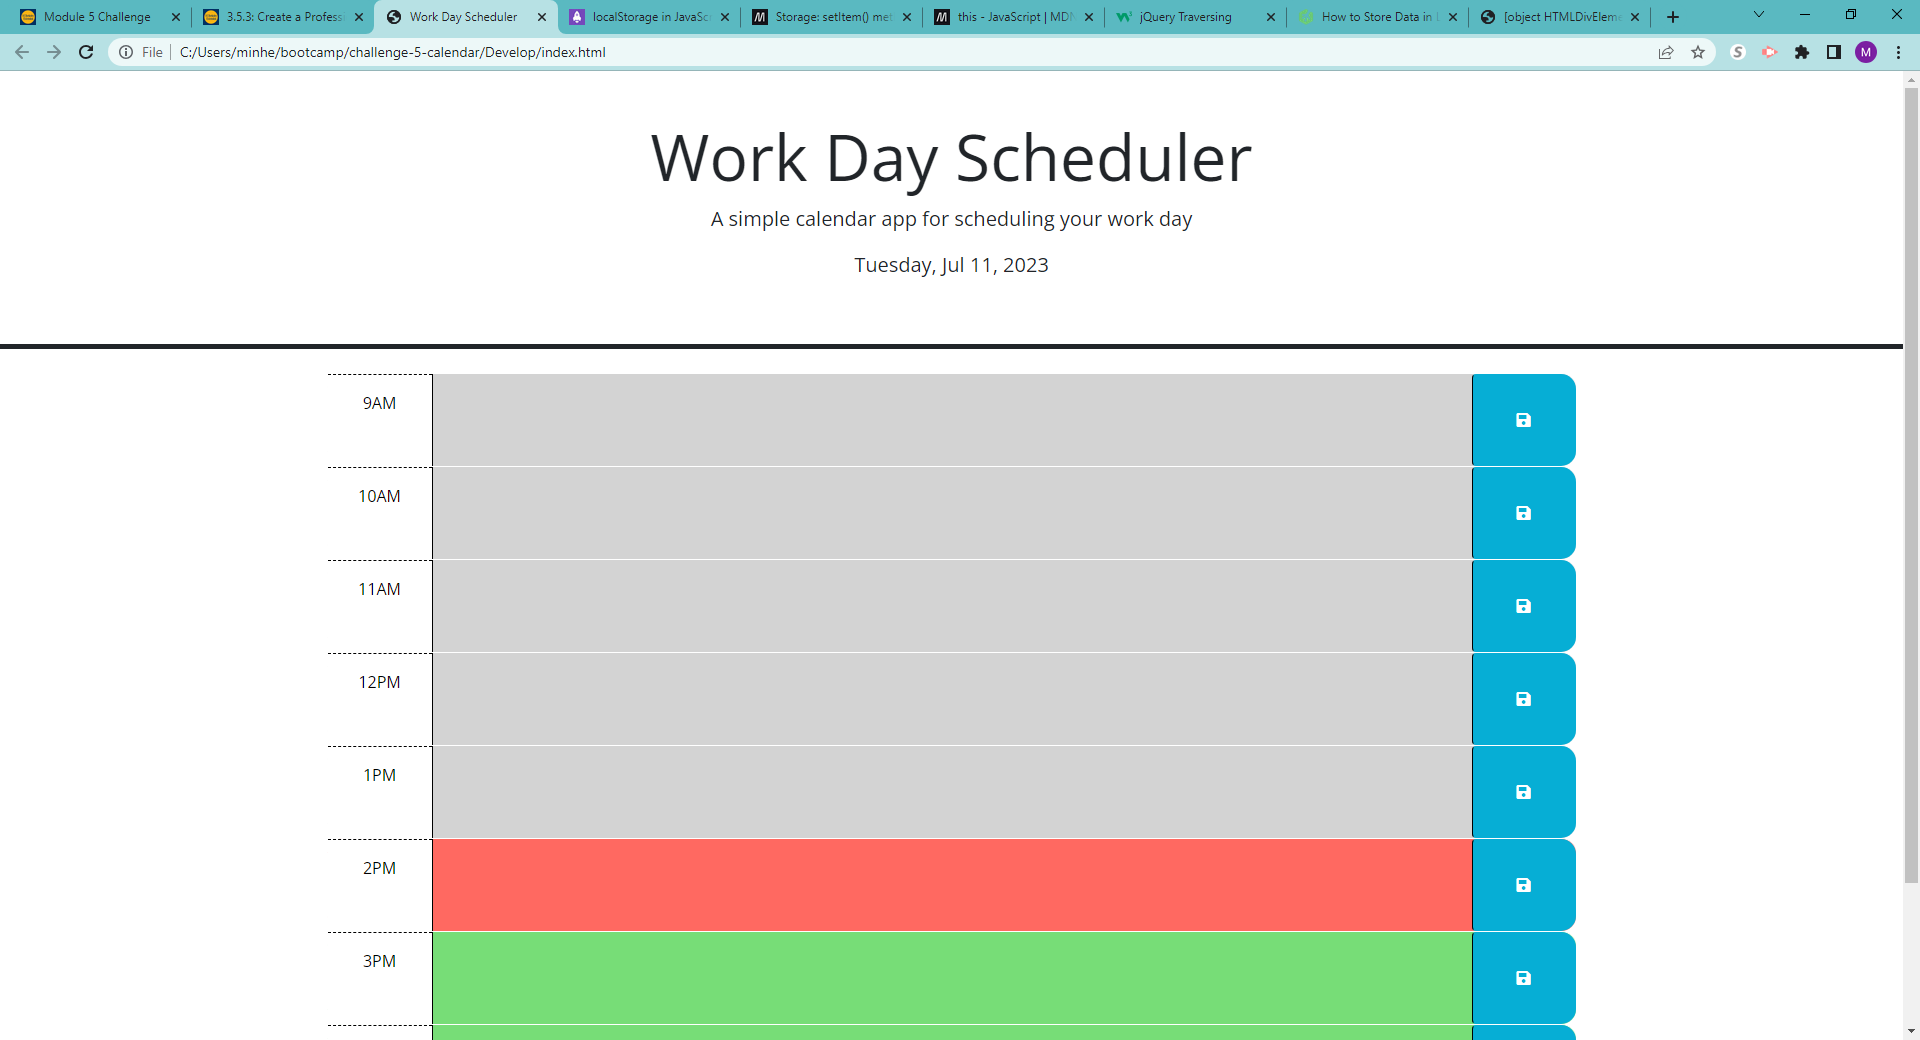 Module 5 Challenge
3.5.3: Create a Profess
Work Day Scheduler
localStorage in JavaSc
Storage: setItem() met
this - JavaScript | MDN
jQuery Traversing
How to Store Data in
[object HTMLDivEleme
File
C:/Users/minhe/bootcamp/challenge-5-calendar/Develop/index.html
S
M
Work Day Scheduler
A simple calendar app for scheduling your work day
Tuesday, Jul 11, 2023
9AM
10AM
11AM
12PM
1PM
2PM
3PM